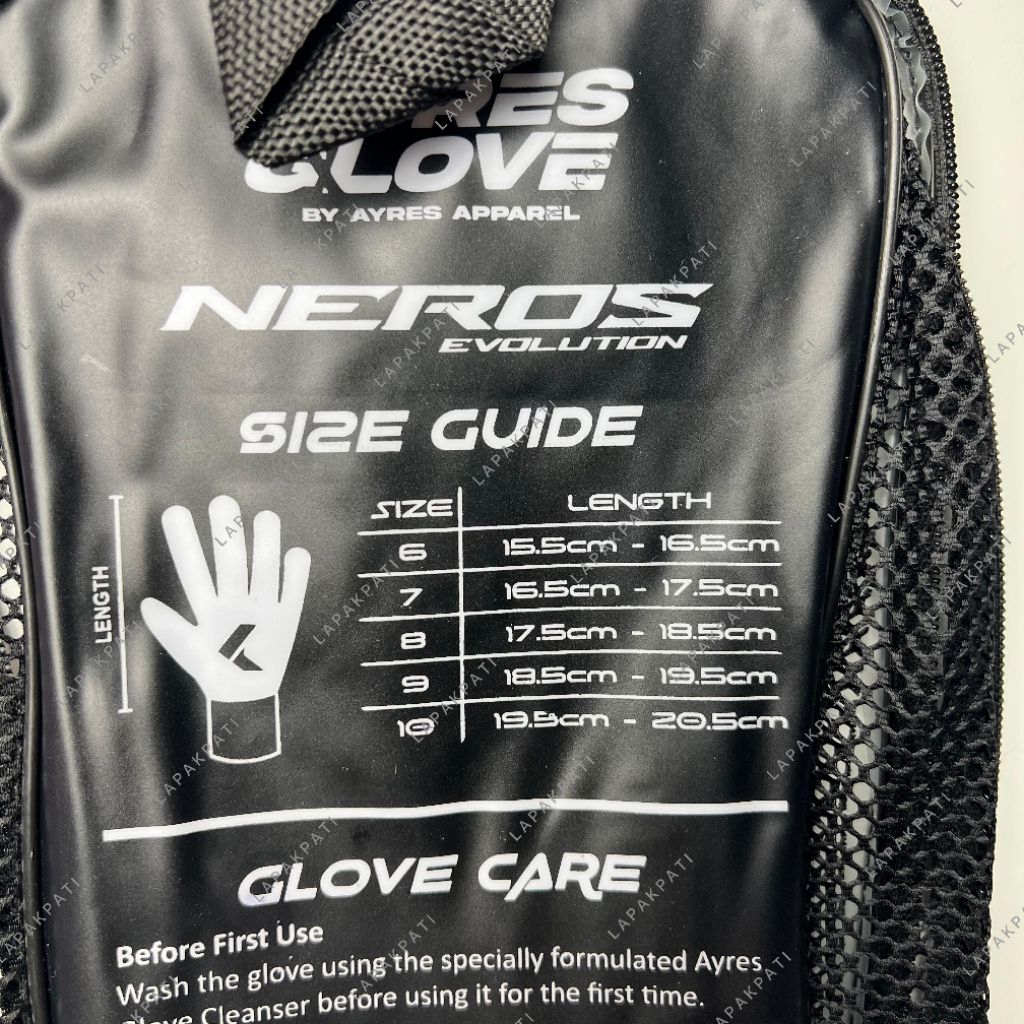 GLOVE
BY AYRES APPAREL
NEROS
EVOLUTION
SIZE GUIDE
LENGTH
SIZE LENGTH
6 15.5cm - 16.5cm
7 16.5cm - 17.5cm
8 17.5cm - 18.5cm
9 18.5cm - 19.5cm
10 19.5cm - 20.5cm
GLOVE CARE
Before First Use
Wash the glove using the specially formulated Ayres
Glove Cleanser before using it for the first time.
LAPAKPATI